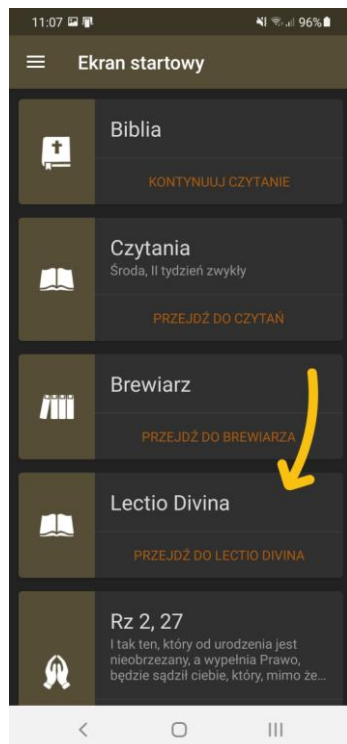 11:07 96%
Ekran startowy
Biblia
KONTYNUUJ CZYTANIE
Czytania
Środa, II tydzień zwykły
PRZEJDŹ DO CZYTAŃ
Brewiarz
PRZEJDŹ DO BREWIARZA
Lectio Divina
PRZEJDŹ DO LECTIO DIVINA
Rz 2, 27
I tak ten, który od urodzenia jest
nieobrzezany, a wypełnia Prawo,
będzie sądził ciebie, który, mimo że...